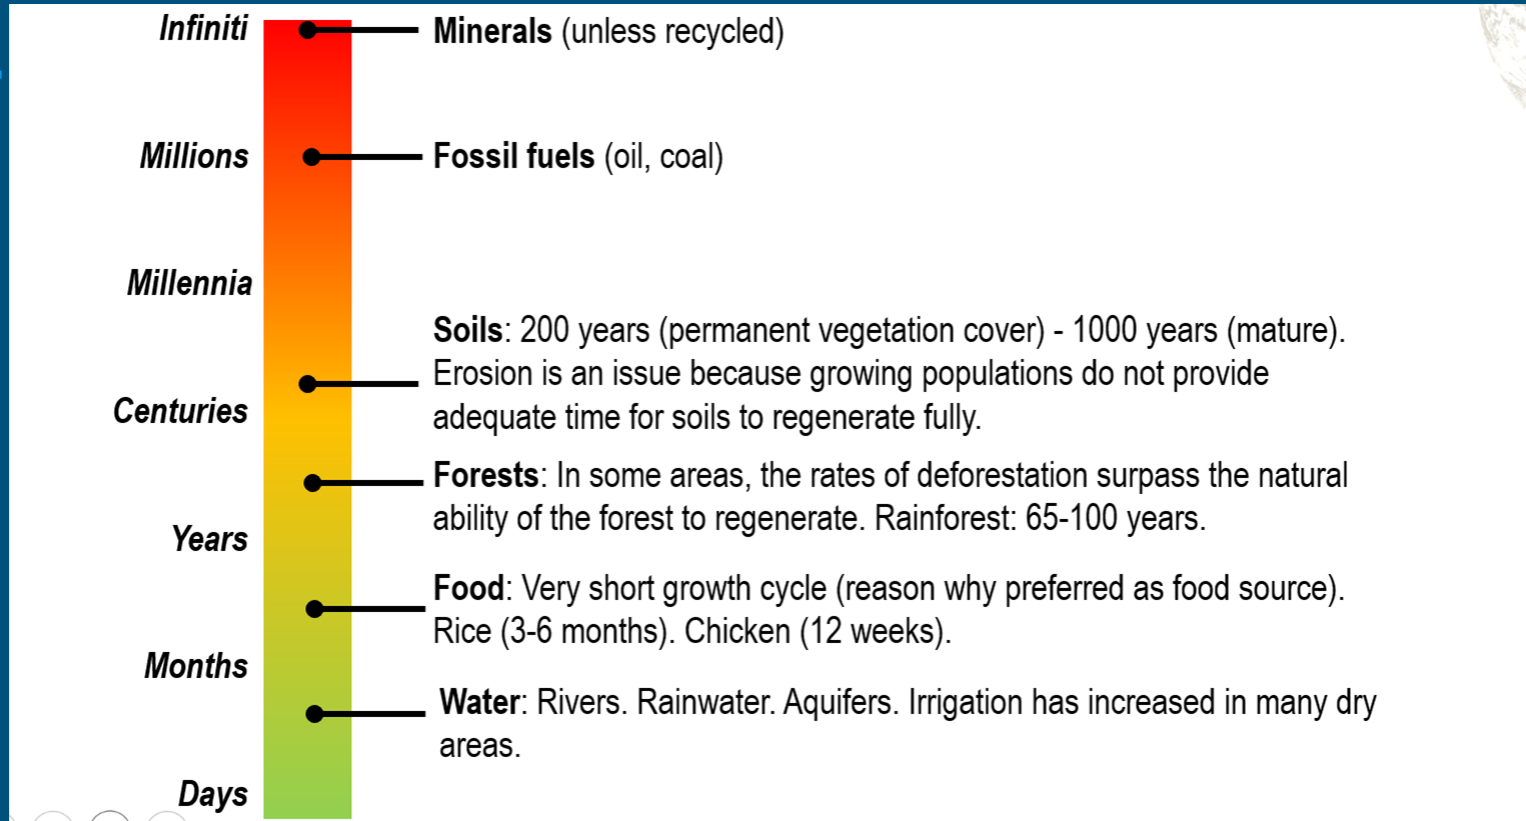 Infiniti
Minerals (unless recycled)
Millions
Fossil fuels (oil, coal)
Millennia
Soils: 200 years (permanent vegetation cover) - 1000 years (mature).
Erosion is an issue because growing populations do not provide
adequate time for soils to regenerate fully.
Centuries
Forests: In some areas, the rates of deforestation surpass the natural
ability of the forest to regenerate. Rainforest: 65-100 years.
Years
Food: Very short growth cycle (reason why preferred as food source).
Rice (3-6 months). Chicken (12 weeks).
Months
Water: Rivers. Rainwater. Aquifers. Irrigation has increased in many dry
areas.
Days